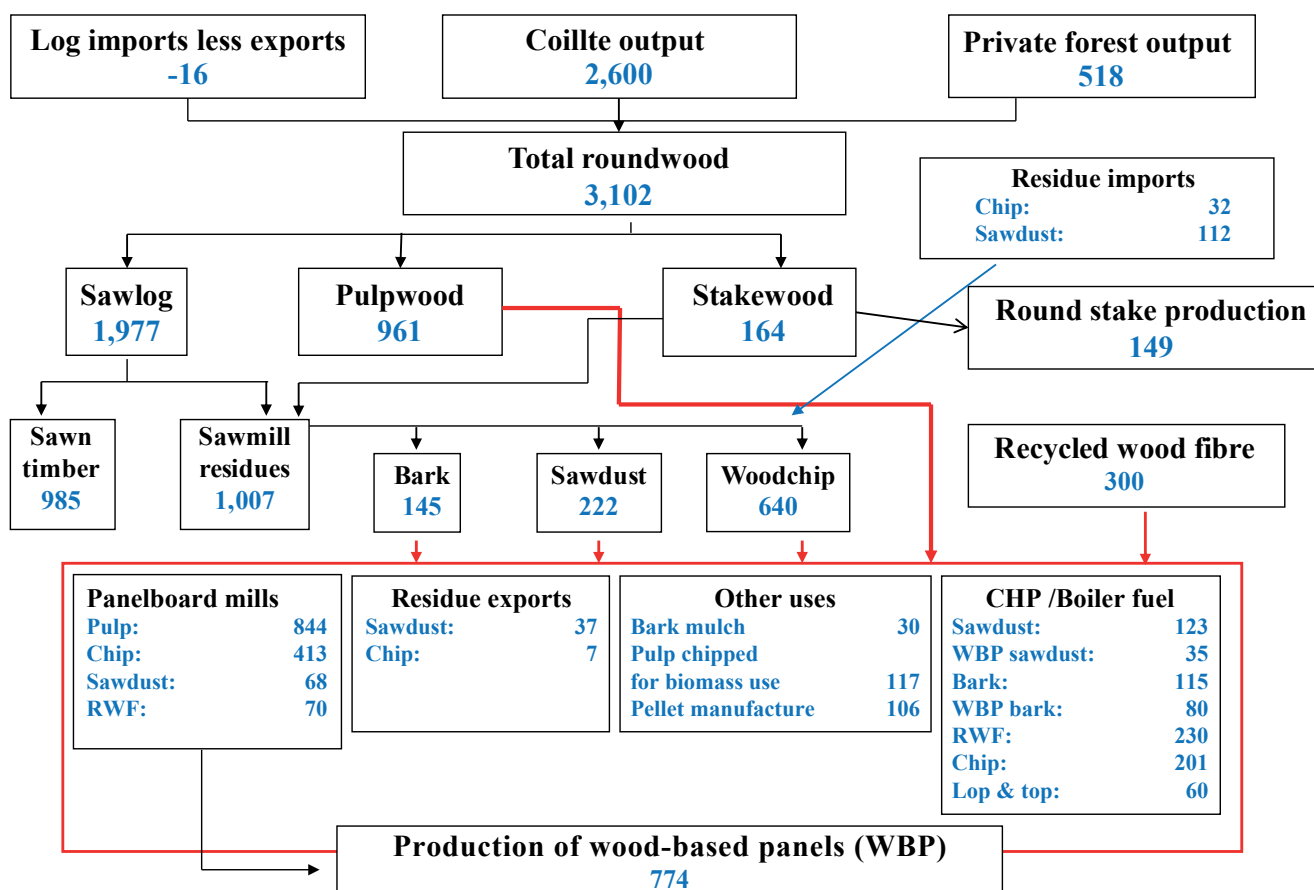 Log imports less exports
-16
Coillte output
2,600
Private forest output
518
Total roundwood
3,102
Residue imports
Chip: 32
Sawdust: 112
Sawlog
1,977
Pulpwood
961
Stakewood
164
Round stake production
149
Sawn
timber
985
Sawmill
residues
1,007
Bark
145
Sawdust
222
Woodchip
640
Recycled wood fibre
300
Panelboard mills
Pulp: 844
Chip: 413
Sawdust: 68
RWF: 70
Residue exports
Sawdust: 37
Chip: 7
Other uses
Bark mulch 30
Pulp chipped
for biomass use 117
Pellet manufacture 106
CHP /Boiler fuel
Sawdust: 123
WBP sawdust: 35
Bark: 115
WBP bark: 80
RWF: 230
Chip: 201
Lop & top: 60
Production of wood-based panels (WBP)
774